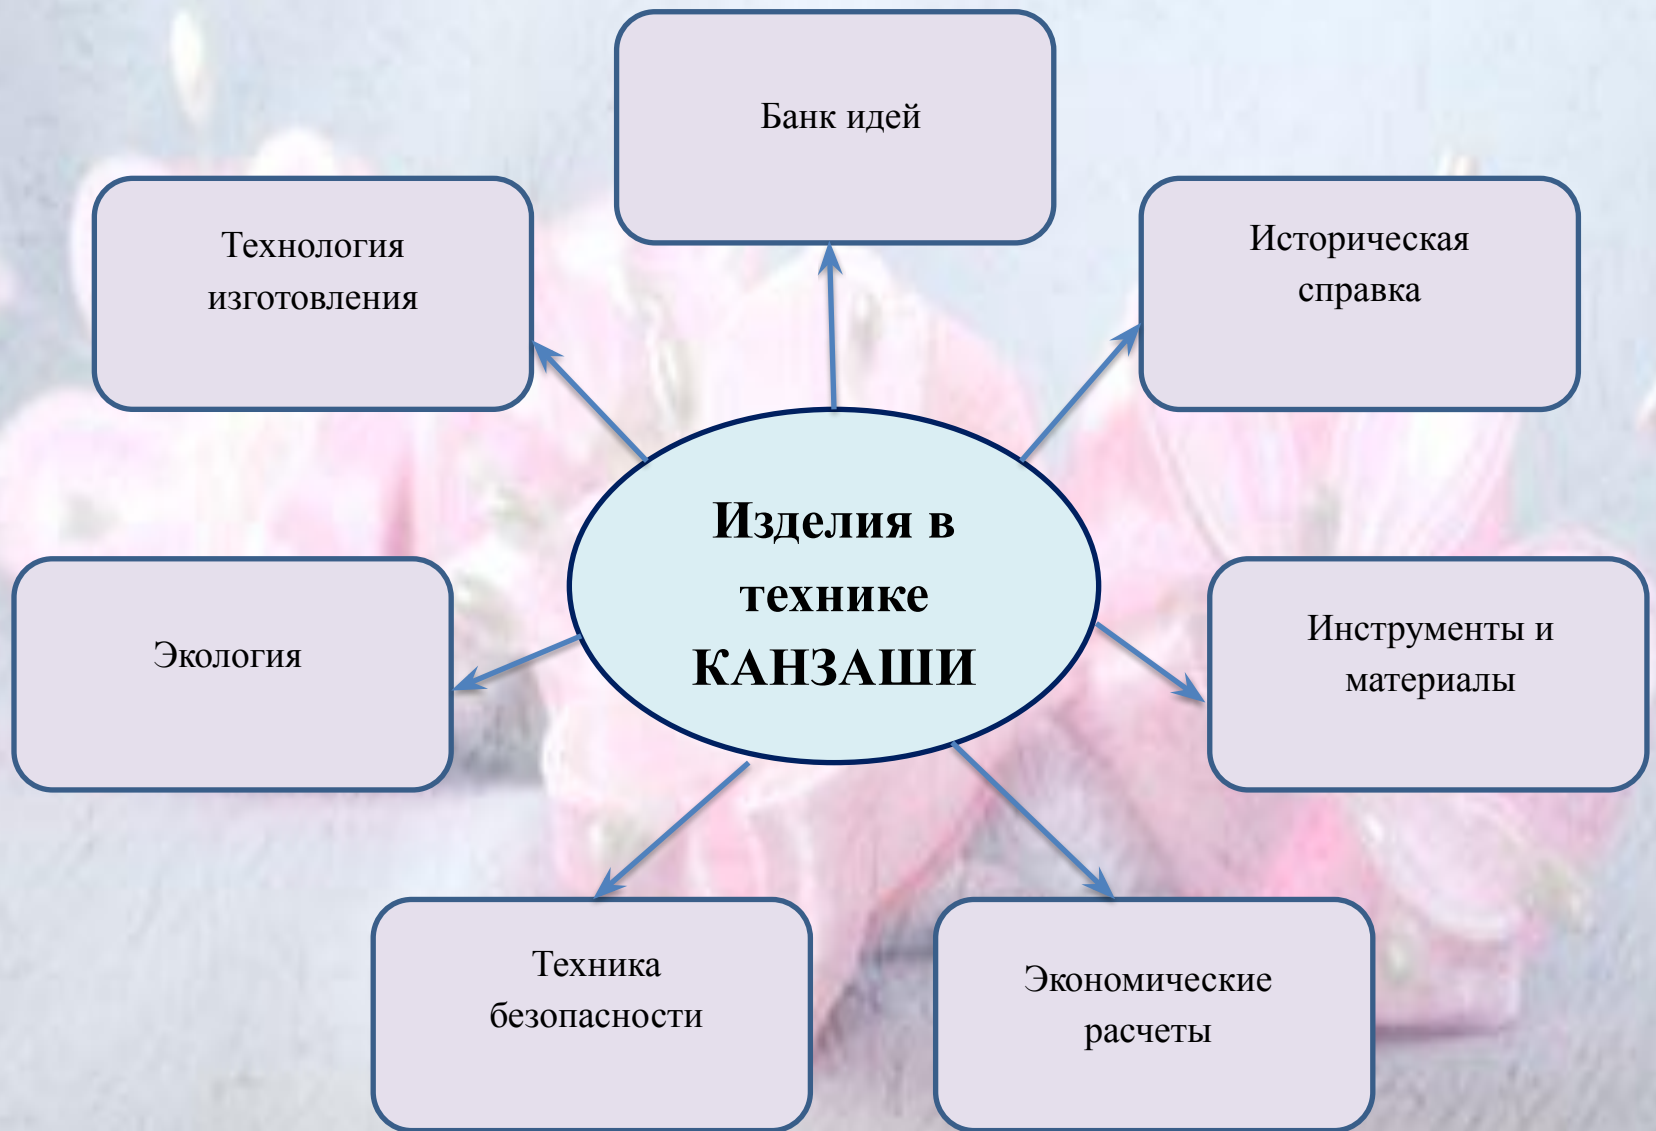 Банк идей
Технология
изготовления
Историческая
справка
Изделия в
технике
КАНЗАШИ
Экология
Инструменты и
материалы
Техника
безопасности
Экономические
расчеты